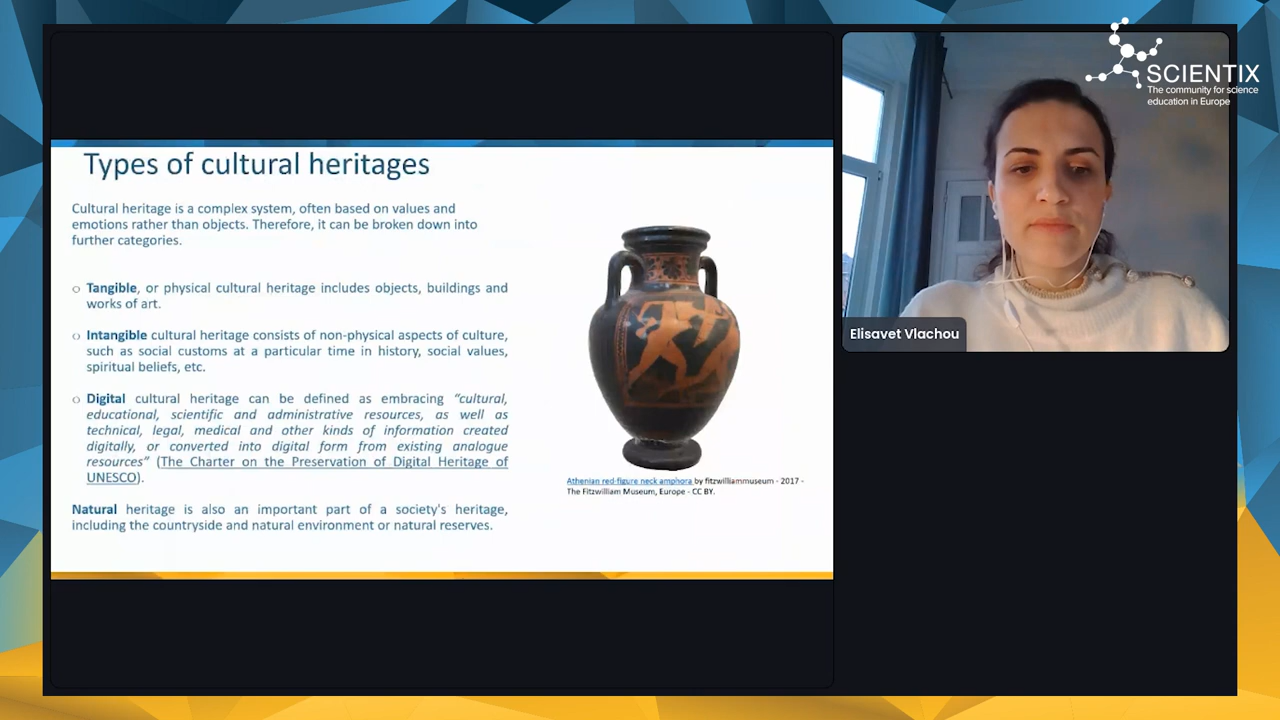 Types of cultural heritages
Cultural heritage is a complex system, often based on values and
emotions rather than objects. Therefore, it can be broken down into
further categories.
○ Tangible, or physical cultural heritage includes objects, buildings and
works of art.
○ Intangible cultural heritage consists of non-physical aspects of culture,
such as social customs at a particular time in history, social values,
spiritual beliefs, etc.
○ Digital cultural heritage can be defined as embracing “cultural,
educational, scientific and administrative resources, as well as
technical, legal, medical and other kinds of information created
digitally, or converted into digital form from existing analogue
resources” (The Charter on the Preservation of Digital Heritage of
UNESCO).
Natural heritage is also an important part of a society's heritage,
including the countryside and natural environment or natural reserves.
Athenian red-figure neck amphora by fitzwilliammuseum - 2017 -
The Fitzwilliam Museum, Europe - CC BY.
SCIENTIX
The community for science
education in Europe
Elisavet Vlachou